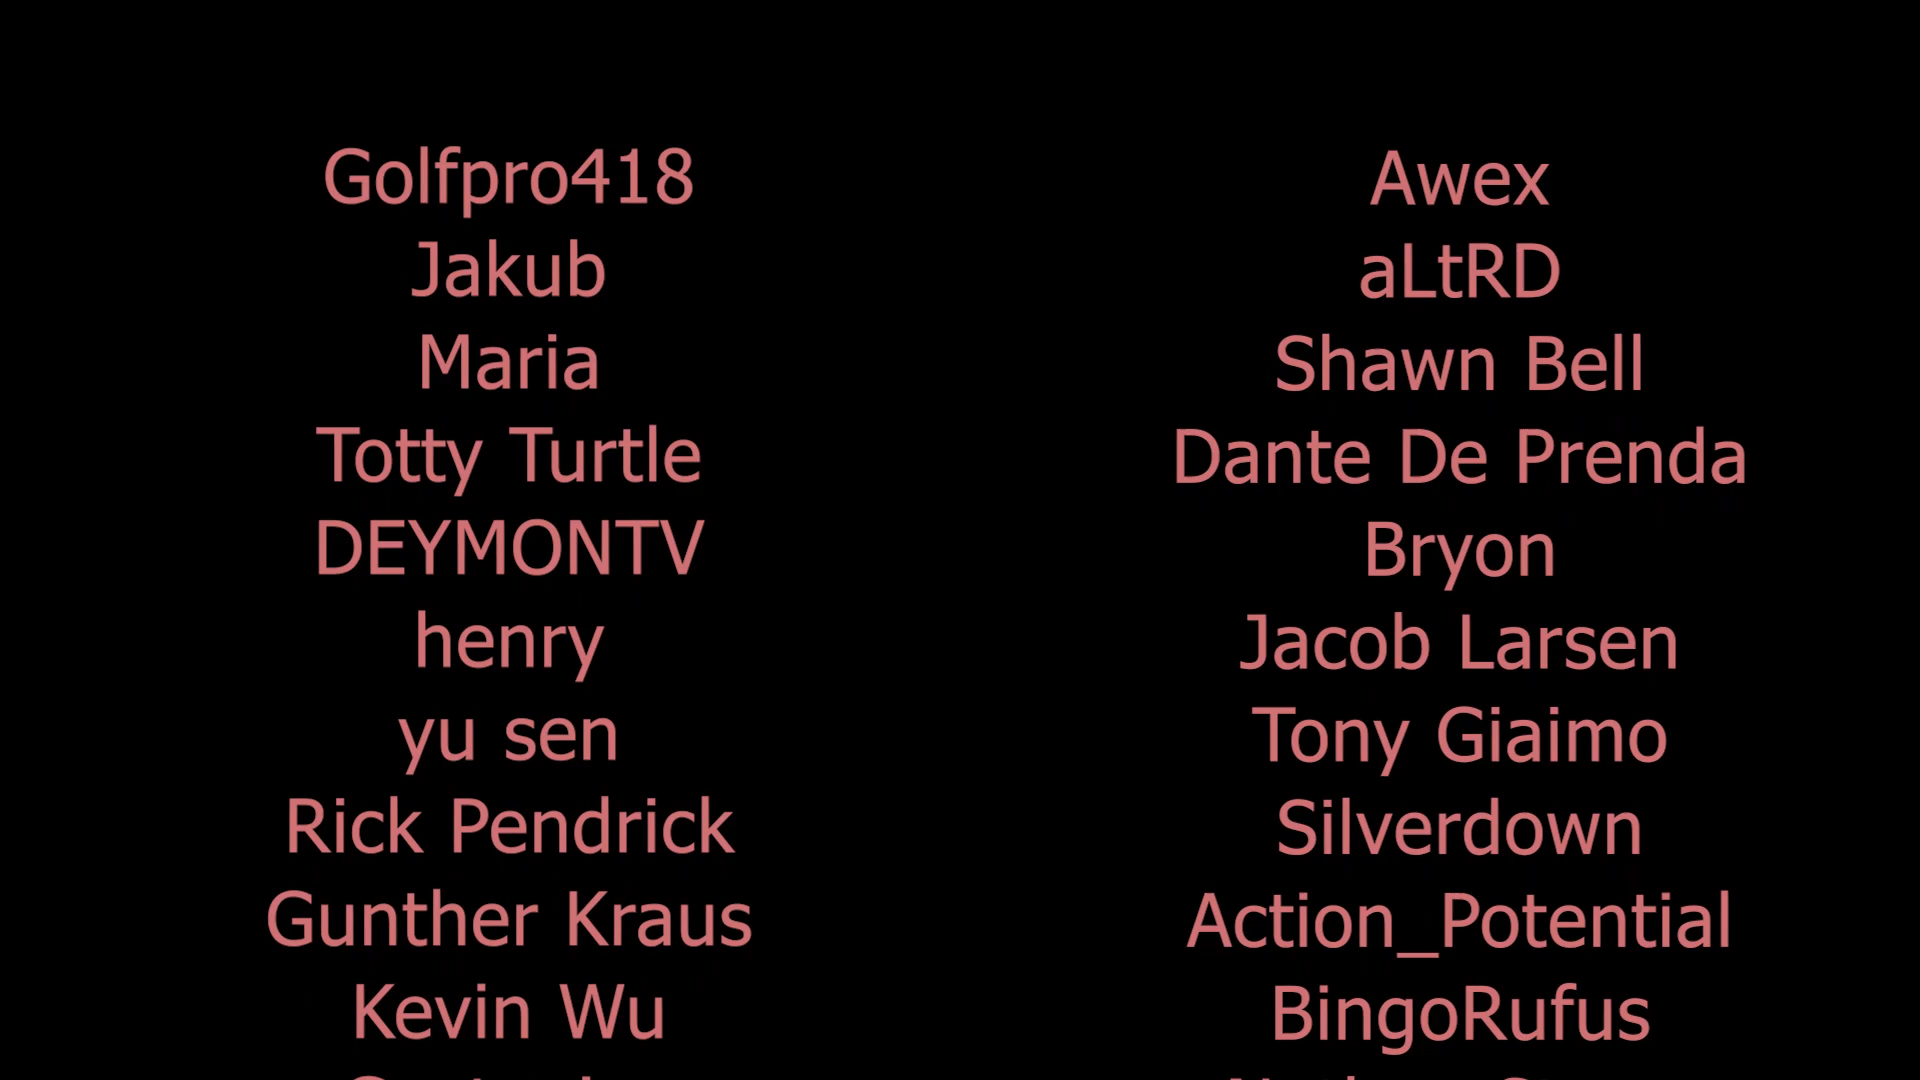 Golfpro418
Jakub
Maria
Totty Turtle
DEYMONTV
henry
yu sen
Rick Pendrick
Gunther Kraus
Kevin Wu
Awex
aLtRD
Shawn Bell
Dante De Prenda
Bryon
Jacob Larsen
Tony Giaimo
Silverdown
Action_Potential
BingoRufus